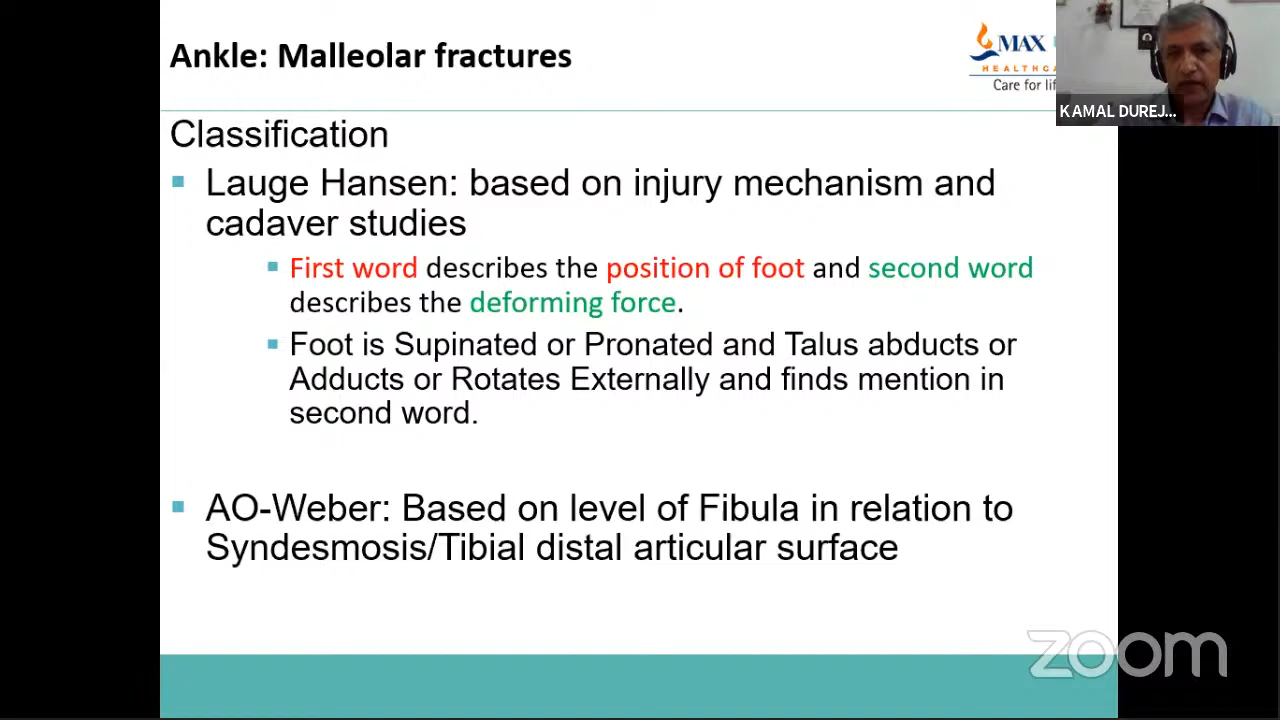 Ankle: Malleolar fractures
MAX
HEALTHCA
Care for lif
KAMAL DUREJ...
Classification
Lauge Hansen: based on injury mechanism and
cadaver studies
First word describes the position of foot and second word
describes the deforming force.
Foot is Supinated or Pronated and Talus abducts or
Adducts or Rotates Externally and finds mention in
second word.
AO-Weber: Based on level of Fibula in relation to
Syndesmosis/Tibial distal articular surface
zoom